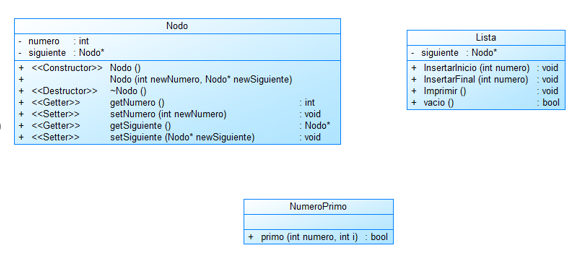 Nodo
- numero : int
- siguiente : Nodo*
+ <<Constructor>> Nodo ()
+ Nodo (int newNumero, Nodo* newSiguiente)
+ <<Destructor>> ~Nodo ()
+ <<Getter>> getNumero () : int
+ <<Setter>> setNumero (int newNumero) : void
+ <<Getter>> getSiguiente () : Nodo*
+ <<Setter>> setSiguiente (Nodo* newSiguiente) : void
Lista
- siguiente : Nodo*
+ InsertarInicio (int numero) : void
+ InsertarFinal (int numero) : void
+ Imprimir () : void
+ vacio () : bool
NumeroPrimo
+ primo (int numero, int i) : bool